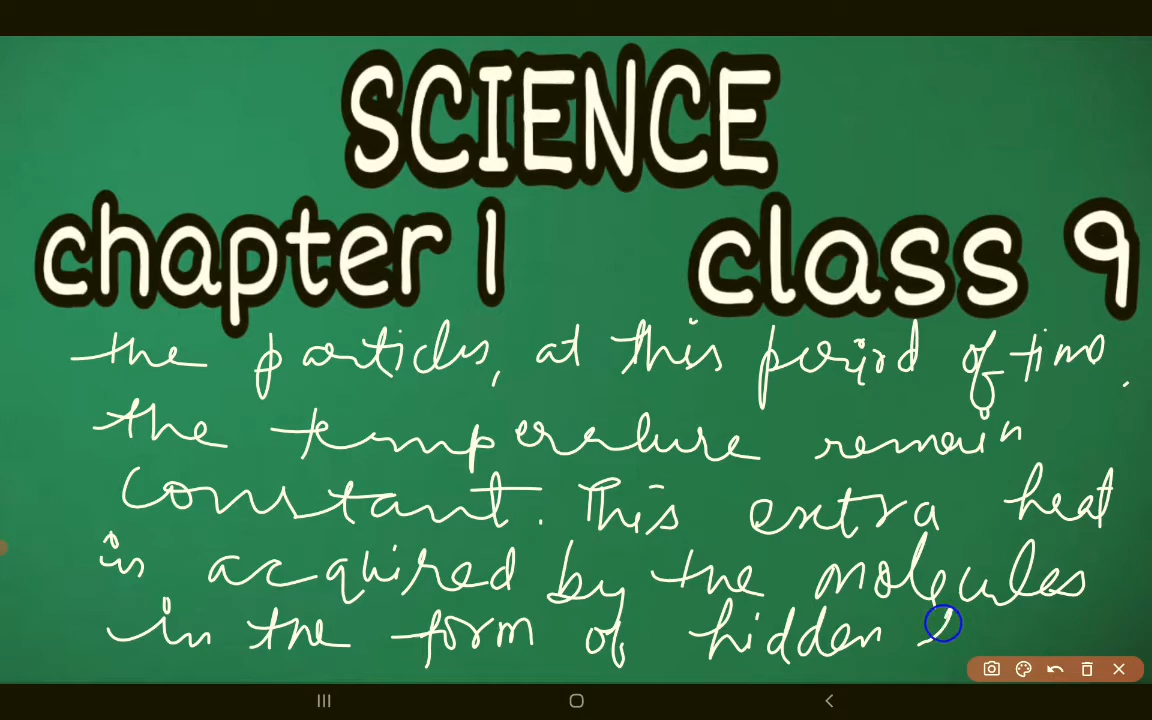 SCIENCE
chapter 1 class 9
the particles, at this period of time.
the temperature remain
constant. This extra heat
is acquired by the molecules
in the form of hidden